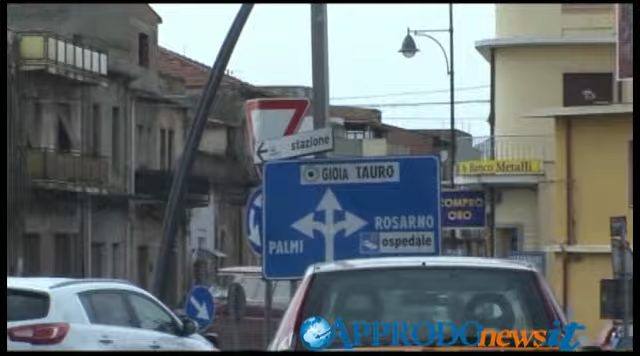 stazione
GIOIA TAURO
ROSARNO
PALMI
ospedale
Banco Metalli
COMPRO
ORO
APPRODOnews.it